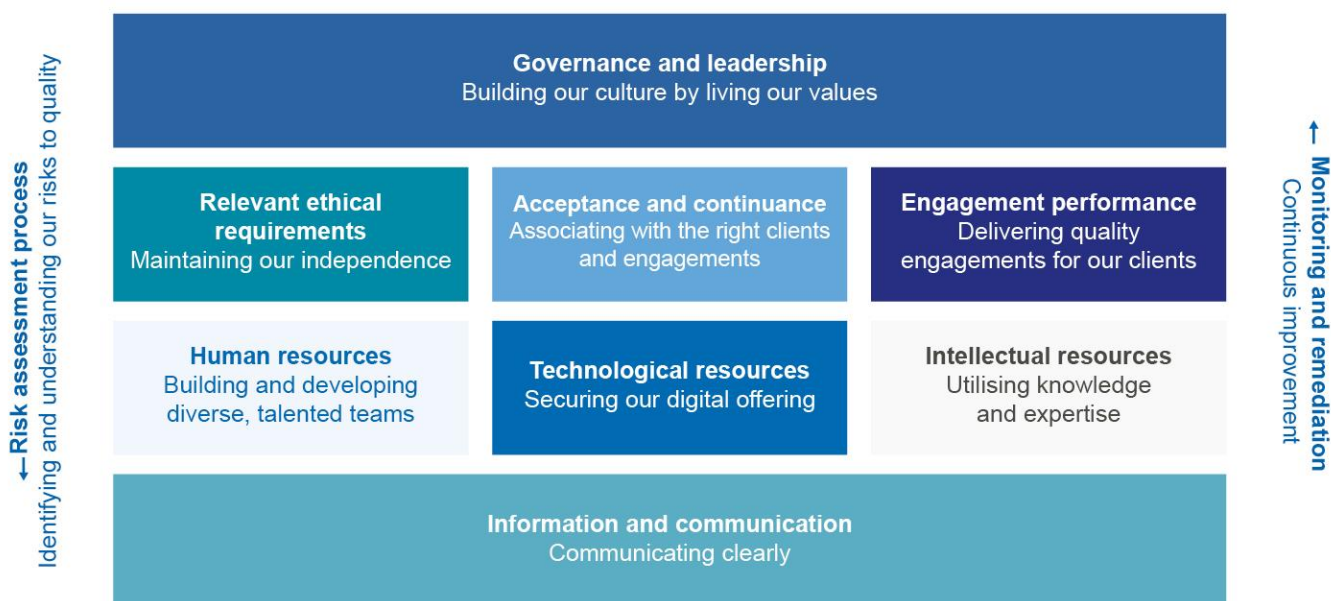 Governance and leadership
Building our culture by living our values
← Risk assessment process
Identifying and understanding our risks to quality
Relevant ethical
requirements
Maintaining our independence
Acceptance and continuance
Associating with the right clients
and engagements
Engagement performance
Delivering quality
engagements for our clients
Human resources
Building and developing
diverse, talented teams
Technological resources
Securing our digital offering
Intellectual resources
Utilising knowledge
and expertise
Information and communication
Communicating clearly
← Monitoring and remediation
Continuous improvement